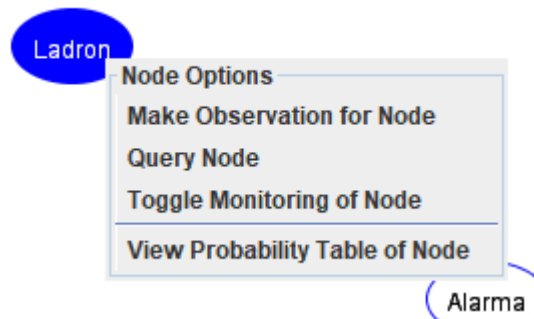 Ladron
Node Options
Make Observation for Node
Query Node
Toggle Monitoring of Node
View Probability Table of Node
Alarma